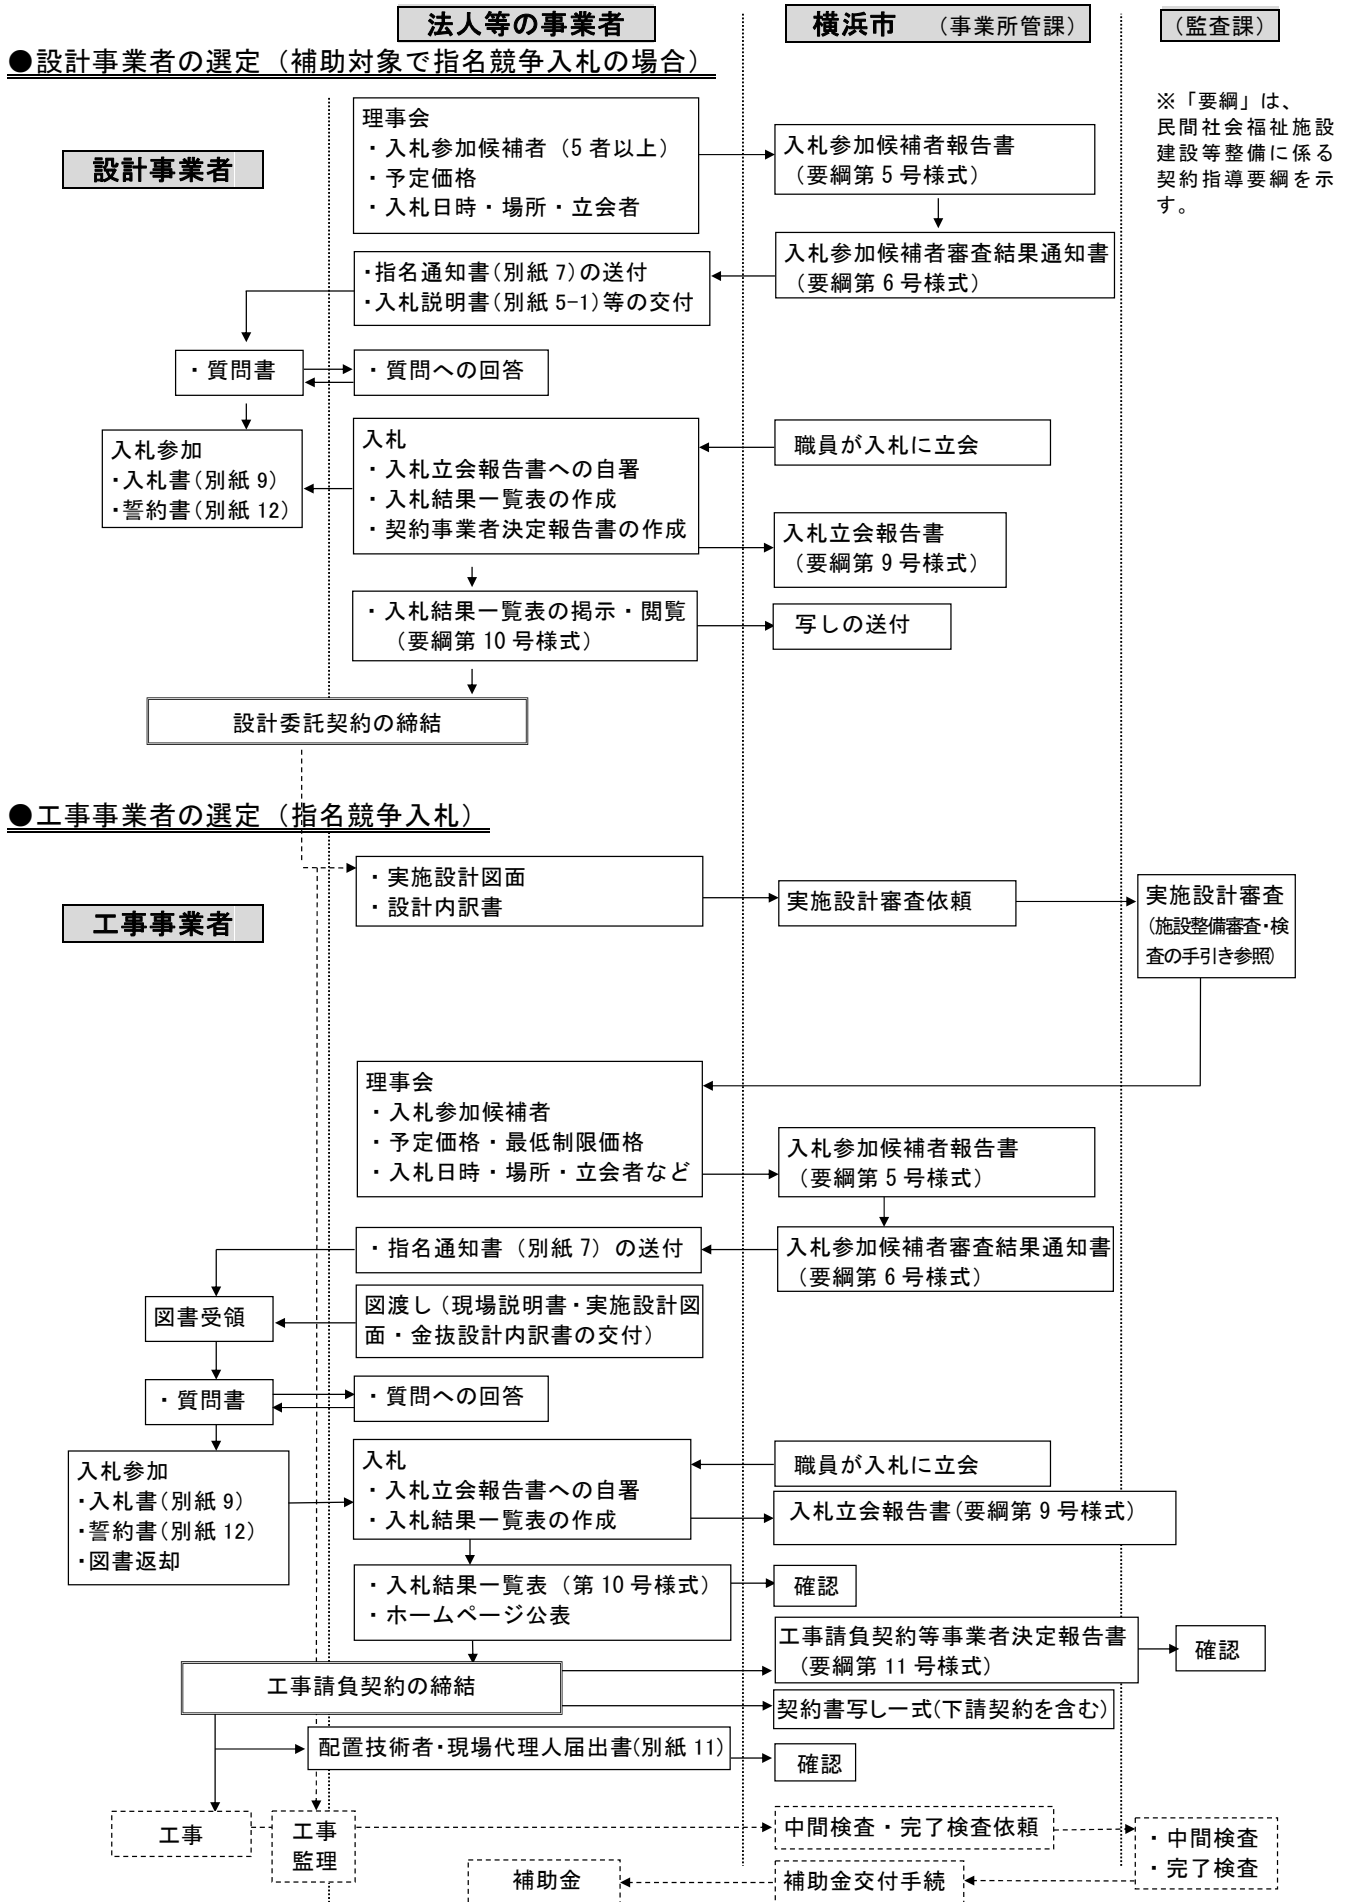 法人等の事業者
横浜市 （事業所管課）
（監査課）
●設計事業者の選定（補助対象で指名競争入札の場合）
※「要綱」は、
民間社会福祉施設
建設等整備に係る
契約指導要綱を示
す。
設計事業者
理事会
・入札参加候補者（5者以上）
・予定価格
・入札日時・場所・立会者
入札参加候補者報告書
（要綱第5号様式）
入札参加候補者審査結果通知書
（要綱第6号様式）
・指名通知書(別紙7)の送付
・入札説明書(別紙5-1)等の交付
・質問書
・質問への回答
入札参加
・入札書(別紙9)
・誓約書(別紙12)
入札
・入札立会報告書への自署
・入札結果一覧表の作成
・契約事業者決定報告書の作成
職員が入札に立会
入札立会報告書
（要綱第9号様式）
・入札結果一覧表の掲示・閲覧
（要綱第10号様式）
写しの送付
設計委託契約の締結
●工事事業者の選定（指名競争入札）
・実施設計図面
・設計内訳書
実施設計審査依頼
実施設計審査
(施設整備審査・検
査の手引き参照)
工事事業者
理事会
・入札参加候補者
・予定価格・最低制限価格
・入札日時・場所・立会者など
入札参加候補者報告書
（要綱第5号様式）
入札参加候補者審査結果通知書
（要綱第6号様式）
・指名通知書（別紙7）の送付
図書受領
図渡し（現場説明書・実施設計図
面・金抜設計内訳書の交付）
・質問書
・質問への回答
入札参加
・入札書(別紙9)
・誓約書(別紙12)
・図書返却
入札
・入札立会報告書への自署
・入札結果一覧表の作成
職員が入札に立会
入札立会報告書(要綱第9号様式)
・入札結果一覧表（第10号様式）
・ホームページ公表
確認
工事請負契約等事業者決定報告書
（要綱第11号様式）
確認
工事請負契約の締結
契約書写し一式(下請契約を含む)
配置技術者・現場代理人届出書(別紙11)
確認
工事
工事
監理
中間検査・完了検査依頼
・中間検査
・完了検査
補助金
補助金交付手続